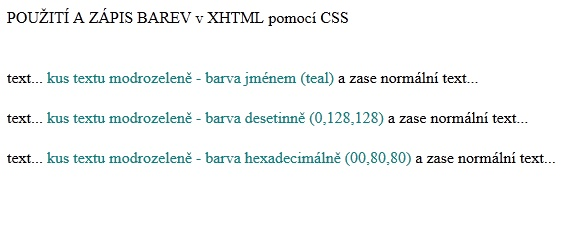 POUŽITÍ A ZÁPIS BAREV v XHTML pomocí CSS
text... kus textu modrozeleně - barva jménem (teal) a zase normální text...
text... kus textu modrozeleně - barva desetinně (0,128,128) a zase normální text...
text... kus textu modrozeleně - barva hexadecimálně (00,80,80) a zase normální text...